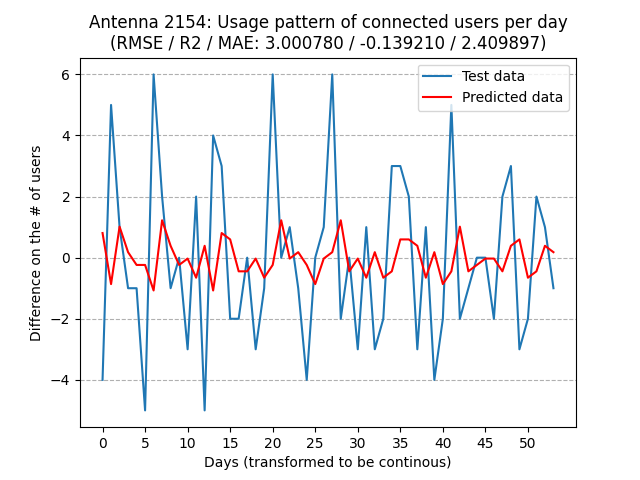 Antenna 2154: Usage pattern of connected users per day
(RMSE / R2 / MAE: 3.000780 / -0.139210 / 2.409897)
Test data
Predicted data
6
4
2
0
−2
−4
Difference on the # of users
0 5 10 15 20 25 30 35 40 45 50
Days (transformed to be continous)